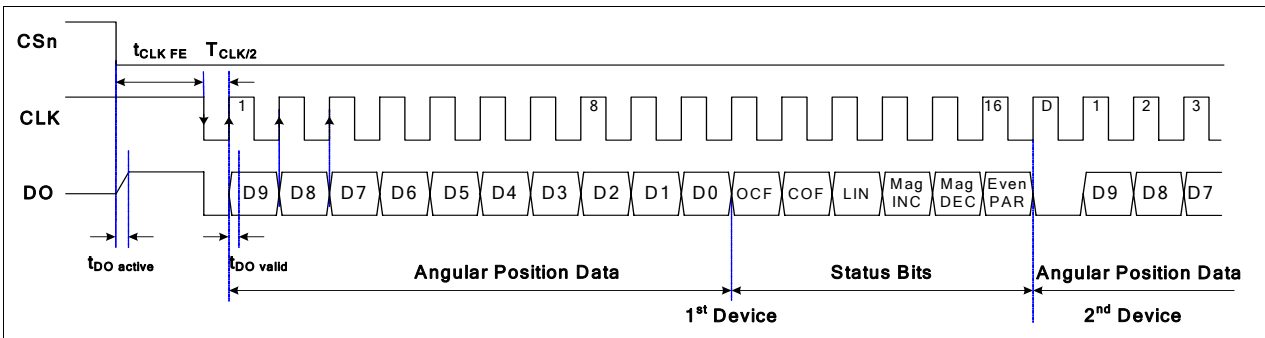 CSn
tCLK FE TCLK/2
CLK 1 8 16 D 1 2 3
DO D9 D8 D7 D6 D5 D4 D3 D2 D1 D0 OCF COF LIN Mag INC Mag DEC Even PAR D9 D8 D7
tDO active tDO valid Angular Position Data Status Bits Angular Position Data
1st Device 2nd Device